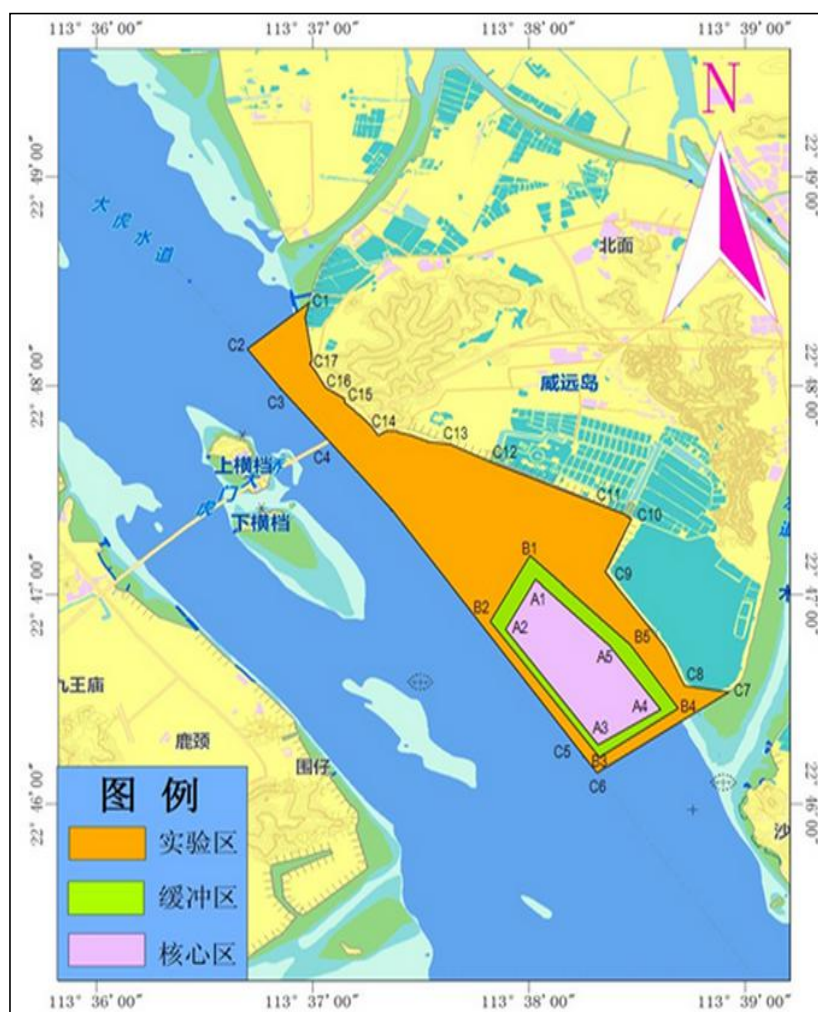 113° 36′ 00″ 113° 37′ 00″ 113° 38′ 00″ 113° 39′ 00″
N
22° 49′ 00″
22° 49′ 00″
大虎水道
北面
C1
C2
C17
22° 48′ 00″
22° 48′ 00″
威远岛
C16
C15
C3
C14
C13
C4
C12
上横档
虎门大
C11
下横档
C10
B1
C9
22° 47′ 00″
22° 47′ 00″
A1
B2
A2
B5
A5
C8
C7
九王庙
A4
B4
鹿颈
A3
C5
B3
围仔
C6
22° 46′ 00″
22° 46′ 00″
沙
图 例
实验区
缓冲区
核心区
113° 36′ 00″ 113° 37′ 00″ 113° 38′ 00″ 113° 39′ 00″